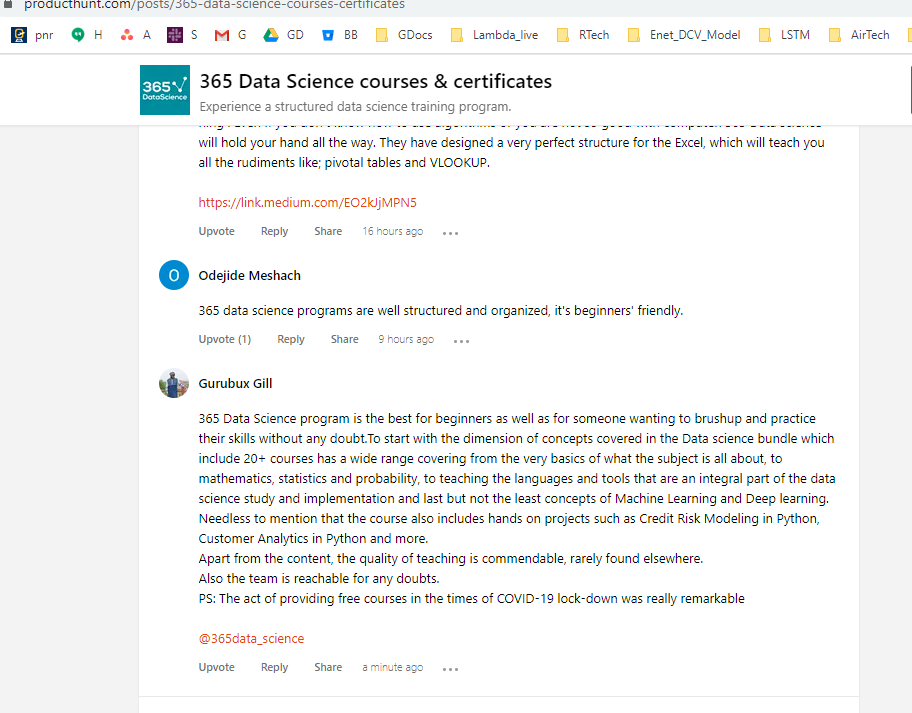 producthunt.com/posts/365-data-science-courses-certificates
pnr H A S G GD BB GDocs Lambda_live RTech Enet_DCV_Model LSTM AirTech
365 DataScience
365 Data Science courses & certificates
Experience a structured data science training program.
will hold your hand all the way. They have designed a very perfect structure for the Excel, which will teach you
all the rudiments like; pivotal tables and VLOOKUP.
https://link.medium.com/EO2kJjMPN5
Upvote Reply Share 16 hours ago ...
O Odejide Meshach
365 data science programs are well structured and organized, it's beginners' friendly.
Upvote (1) Reply Share 9 hours ago ...
Gurubux Gill
365 Data Science program is the best for beginners as well as for someone wanting to brushup and practice
their skills without any doubt.To start with the dimension of concepts covered in the Data science bundle which
include 20+ courses has a wide range covering from the very basics of what the subject is all about, to
mathematics, statistics and probability, to teaching the languages and tools that are an integral part of the data
science study and implementation and last but not the least concepts of Machine Learning and Deep learning.
Needless to mention that the course also includes hands on projects such as Credit Risk Modeling in Python,
Customer Analytics in Python and more.
Apart from the content, the quality of teaching is commendable, rarely found elsewhere.
Also the team is reachable for any doubts.
PS: The act of providing free courses in the times of COVID-19 lock-down was really remarkable
@365data_science
Upvote Reply Share a minute ago ...